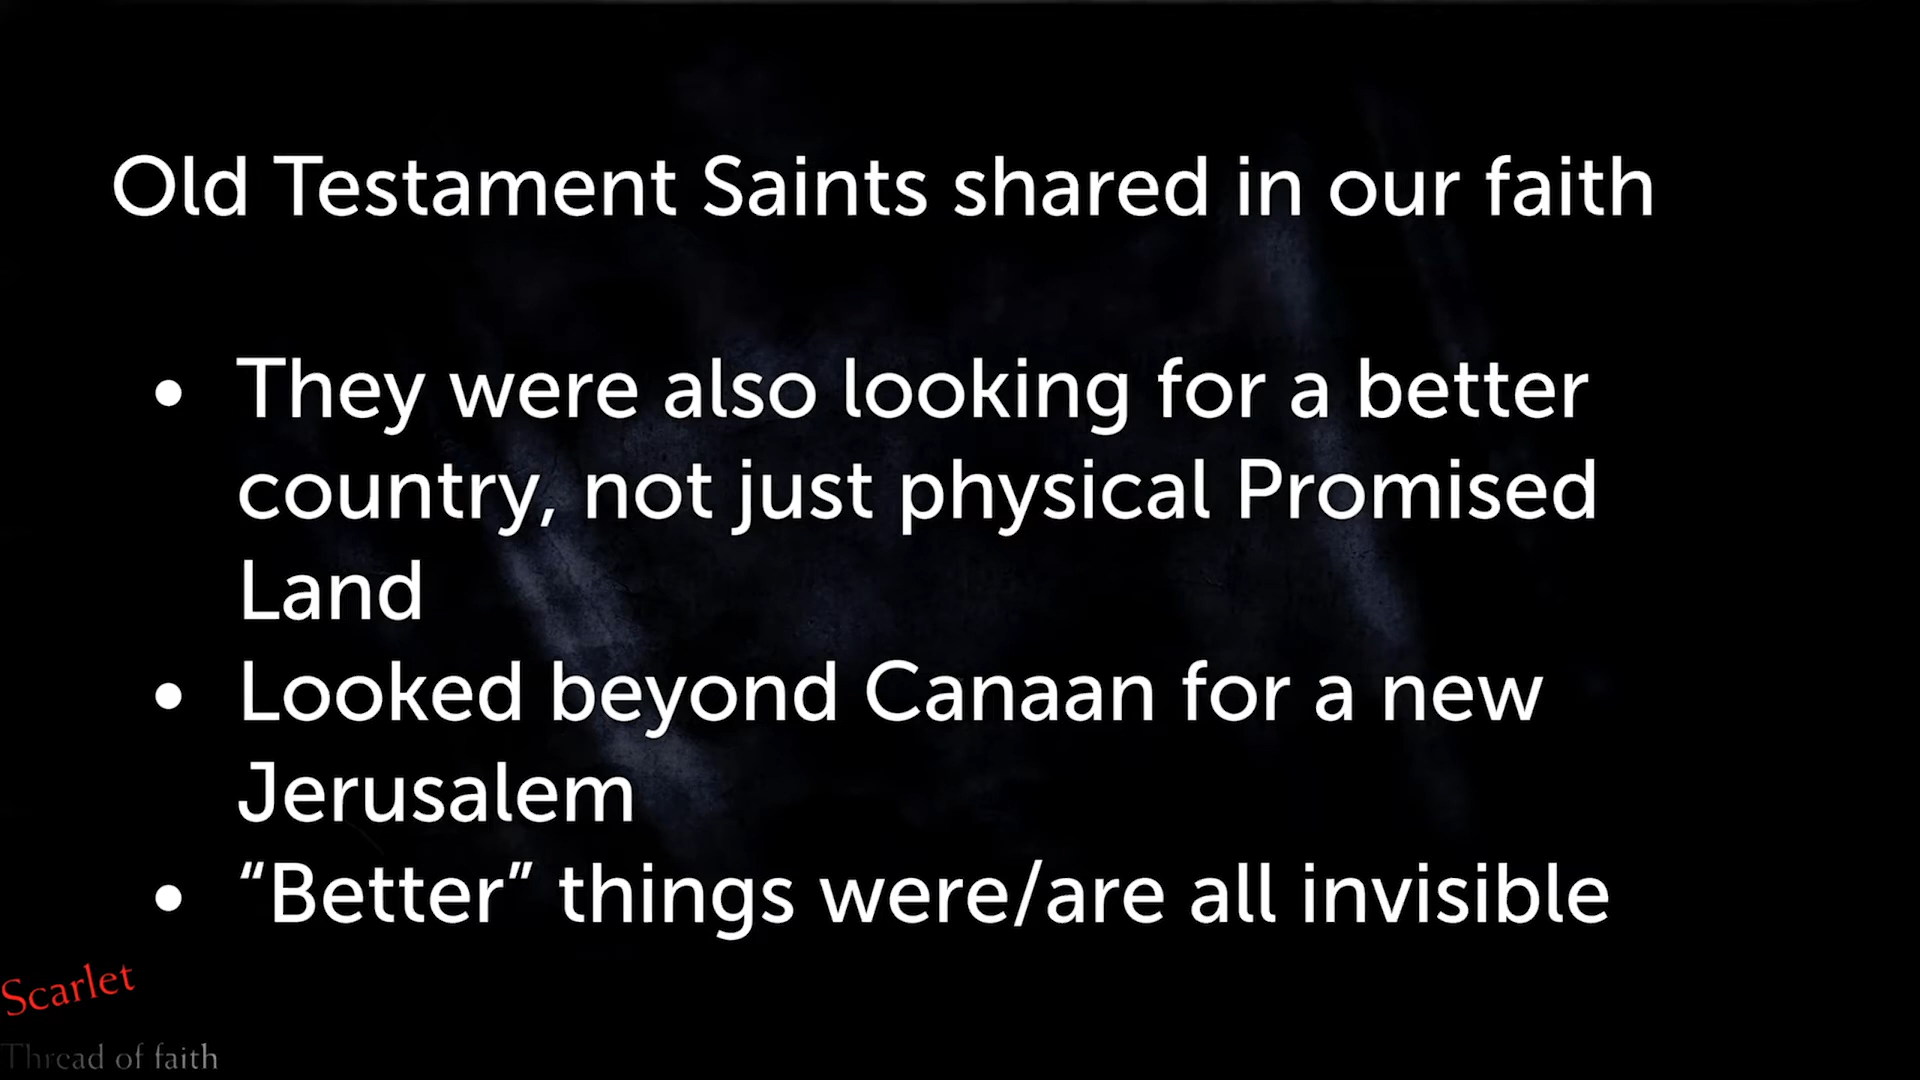 Old Testament Saints shared in our faith
• They were also looking for a better
country, not just physical Promised
Land
• Looked beyond Canaan for a new
Jerusalem
• “Better” things were/are all invisible
Scarlet
Thread of faith